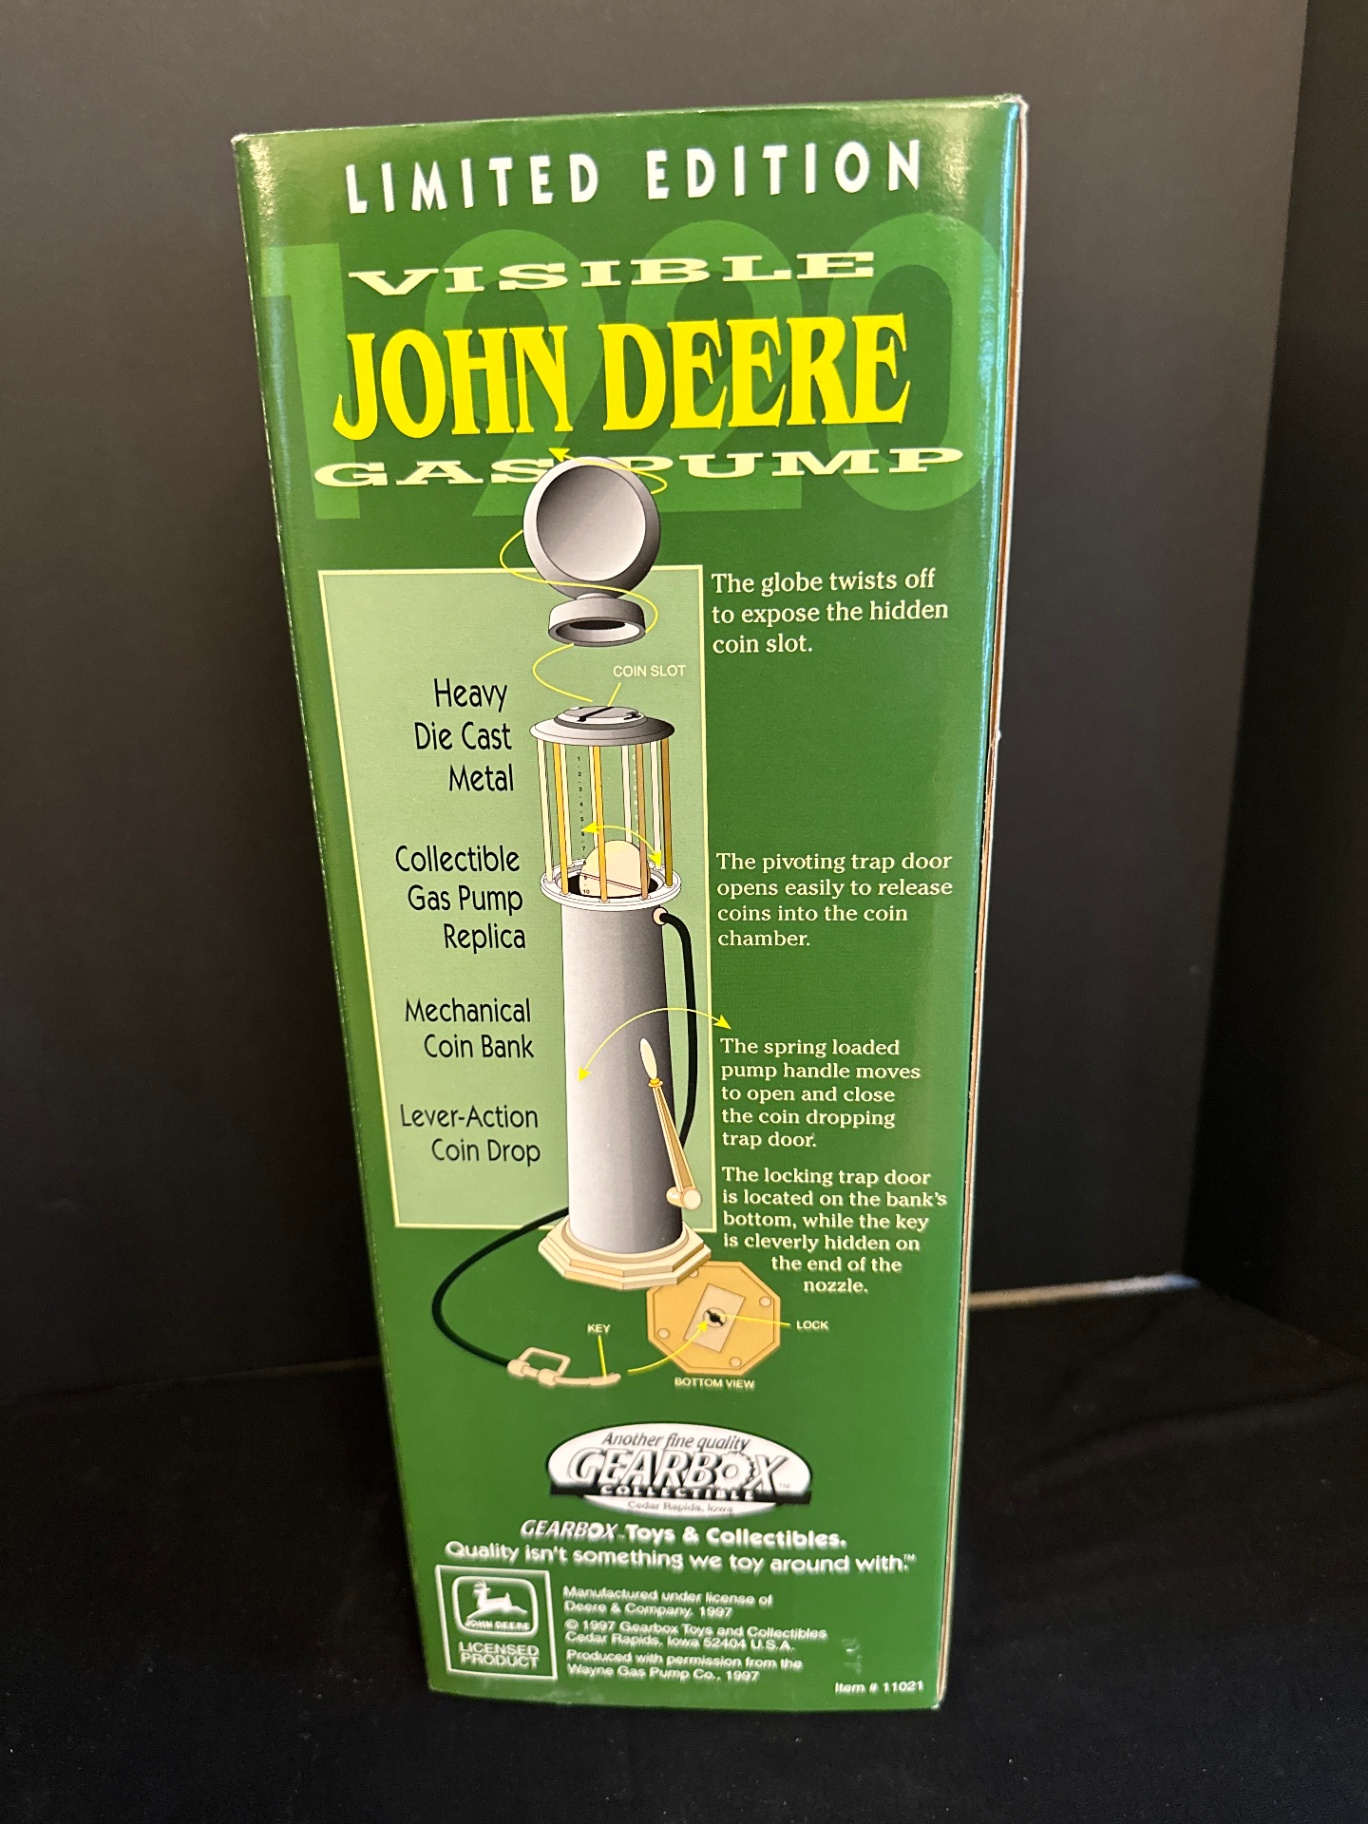 LIMITED EDITION
1920
VISIBLE
JOHN DEERE
GAS PUMP
The globe twists off
to expose the hidden
coin slot.
COIN SLOT
Heavy
Die Cast
Metal
Collectible
Gas Pump
Replica
Mechanical
Coin Bank
Lever-Action
Coin Drop
The pivoting trap door
opens easily to release
coins into the coin
chamber.
The spring loaded
pump handle moves
to open and close
the coin dropping
trap door.
The locking trap door
is located on the bank's
bottom, while the key
is cleverly hidden on
the end of the
nozzle.
KEY
LOCK
BOTTOM VIEW
Another fine quality
GEARBOX™
COLLECTIBLE
Cedar Rapids, Iowa
GEARBOX™ Toys & Collectibles.
Quality isn't something we toy around with.™
JOHN DEERE
LICENSED
PRODUCT
Manufactured under license of
Deere & Company, 1997
© 1997 Gearbox Toys and Collectibles
Cedar Rapids, Iowa 52404 U.S.A.
Produced with permission from the
Wayne Gas Pump Co., 1997
Item # 11021